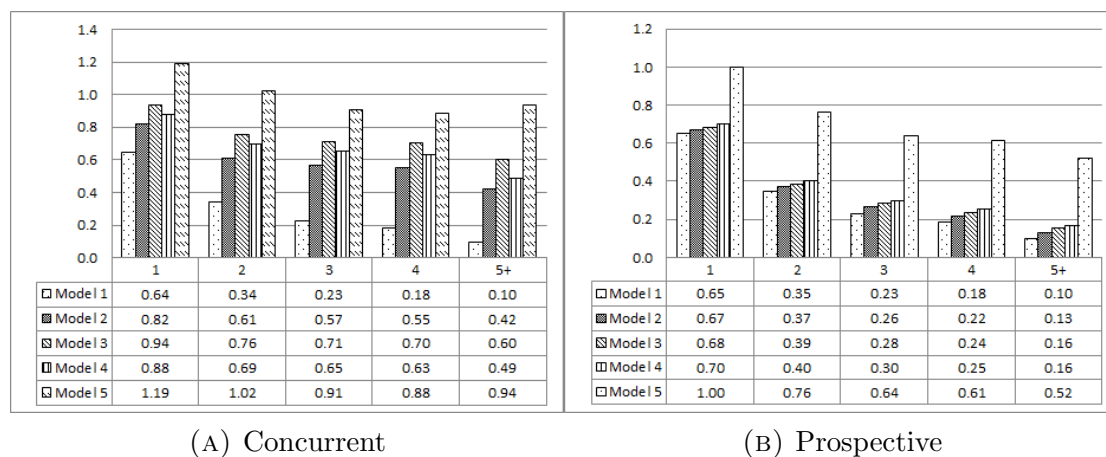 1.4
1.2
1.0
0.8
0.6
0.4
0.2
0.0
1 2 3 4 5+
Model 1 0.64 0.34 0.23 0.18 0.10
Model 2 0.82 0.61 0.57 0.55 0.42
Model 3 0.94 0.76 0.71 0.70 0.60
Model 4 0.88 0.69 0.65 0.63 0.49
Model 5 1.19 1.02 0.91 0.88 0.94
(A) Concurrent
1.2
1.0
0.8
0.6
0.4
0.2
0.0
1 2 3 4 5+
Model 1 0.65 0.35 0.23 0.18 0.10
Model 2 0.67 0.37 0.26 0.22 0.13
Model 3 0.68 0.39 0.28 0.24 0.16
Model 4 0.70 0.40 0.30 0.25 0.16
Model 5 1.00 0.76 0.64 0.61 0.52
(B) Prospective